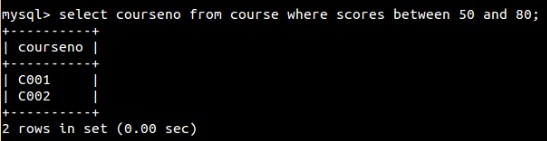 mysql> select courseno from course where scores between 50 and 80;
+----------+
| courseno |
+----------+
| C001     |
| C002     |
+----------+
2 rows in set (0.00 sec)